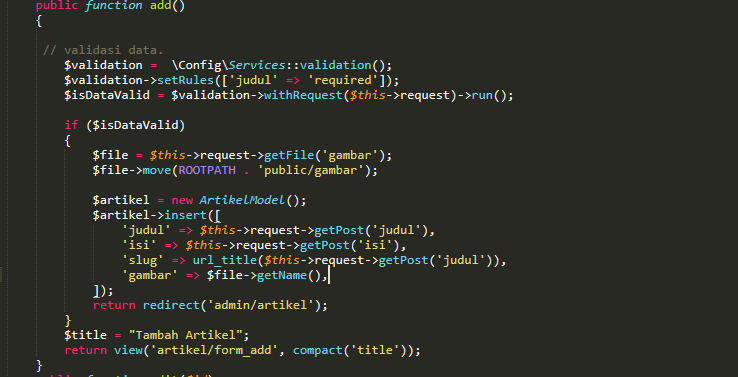 public function add()
{
// validasi data.
$validation =  \Config\Services::validation();
$validation->setRules(['judul' => 'required']);
$isDataValid = $validation->withRequest($this->request)->run();
if ($isDataValid)
{
$file = $this->request->getFile('gambar');
$file->move(ROOTPATH . 'public/gambar');
$artikel = new ArtikelModel();
$artikel->insert([
'judul' => $this->request->getPost('judul'),
'isi' => $this->request->getPost('isi'),
'slug' => url_title($this->request->getPost('judul')),
'gambar' => $file->getName(),
]);
return redirect('admin/artikel');
}
$title = "Tambah Artikel";
return view('artikel/form_add', compact('title'));
}